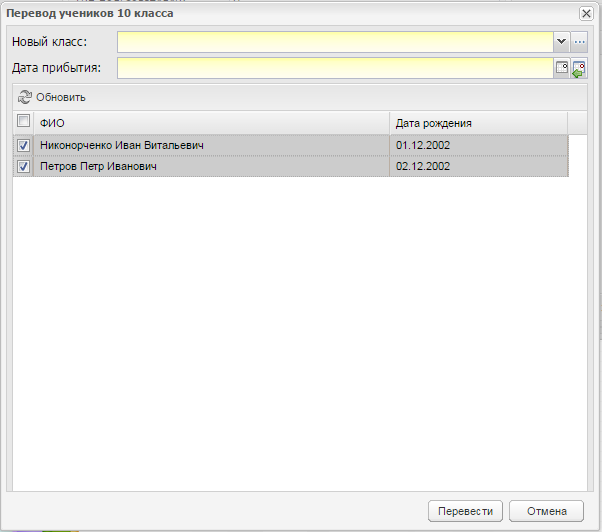 Перевод учеников 10 класса
Новый класс:
Дата прибытия:
Обновить
ФИО Дата рождения
Никонорченко Иван Витальевич 01.12.2002
Петров Петр Иванович 02.12.2002
Перевести Отмена